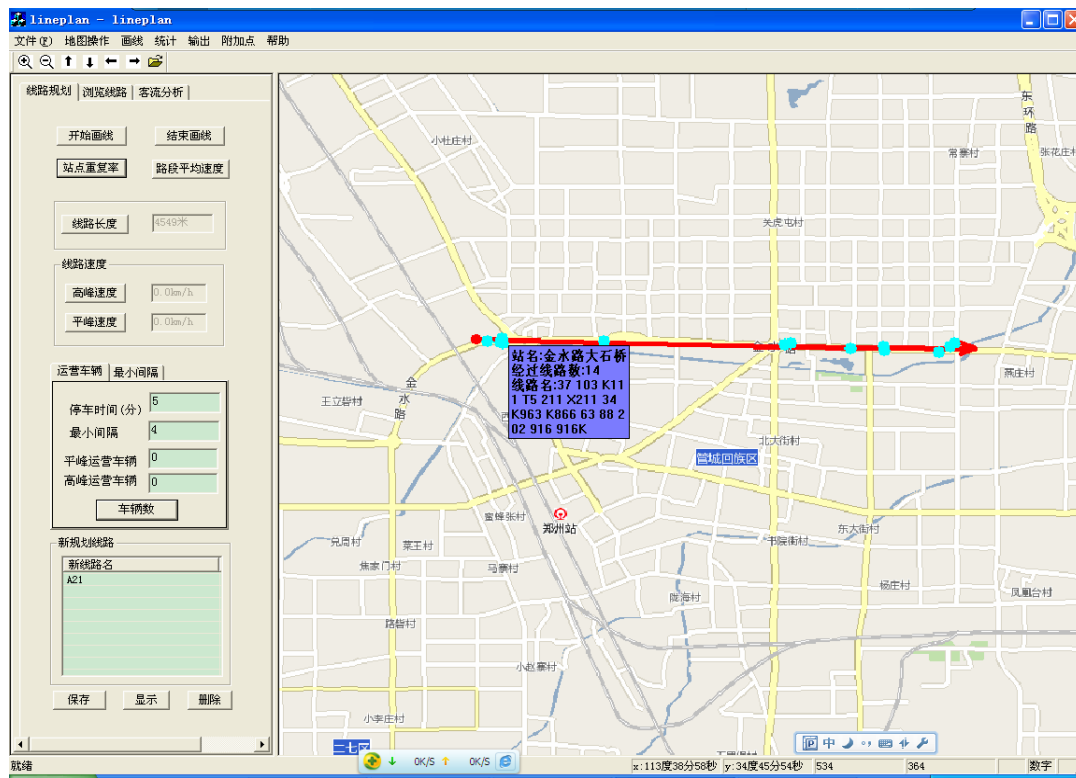 lineplan - lineplan
文件(F) 地图操作 画线 统计 输出 附加点 帮助
线路规划 浏览线路 客流分析
开始画线 结束画线
站点重复率 路段平均速度
线路长度 4549米
线路速度
高峰速度 0.0km/h
平峰速度 0.0km/h
运营车辆 最小间隔
停车时间(分) 5
最小间隔 4
平峰运营车辆 0
高峰运营车辆 0
车辆数
新规划线路
新线路名
A21
保存 显示 删除
小杜庄村
东环路
常寨村
张花庄村
关虎屯村
金水路
站名:金水路大石桥
经过线路数:14
线路名:37 103 K11
1 T5 211 X211 34
K963 K866 63 88 2
02 916 916K
燕庄村
金水路
王立砦村
西
北大街村
管城回族区
蜜蜂张村
郑州站
东大街村
书院街村
兑周村
菜王村
焦家门村
马寨村
杨庄村
凤凰台村
陇海村
路砦村
小赵寨村
小李庄村
二七区
0K/S 0K/S
中
就绪
x:113度38分58秒 y:34度45分54秒 534 364 数字